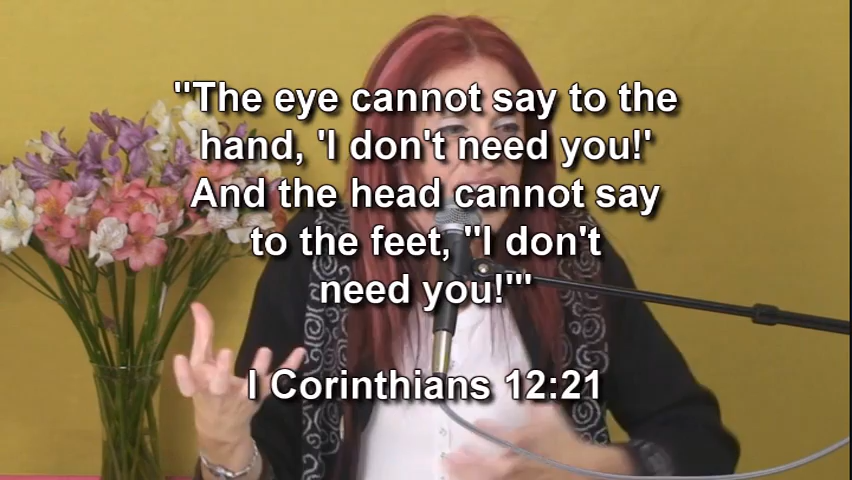 "The eye cannot say to the
hand, 'I don't need you!'
And the head cannot say
to the feet, "I don't
need you!'"
I Corinthians 12:21